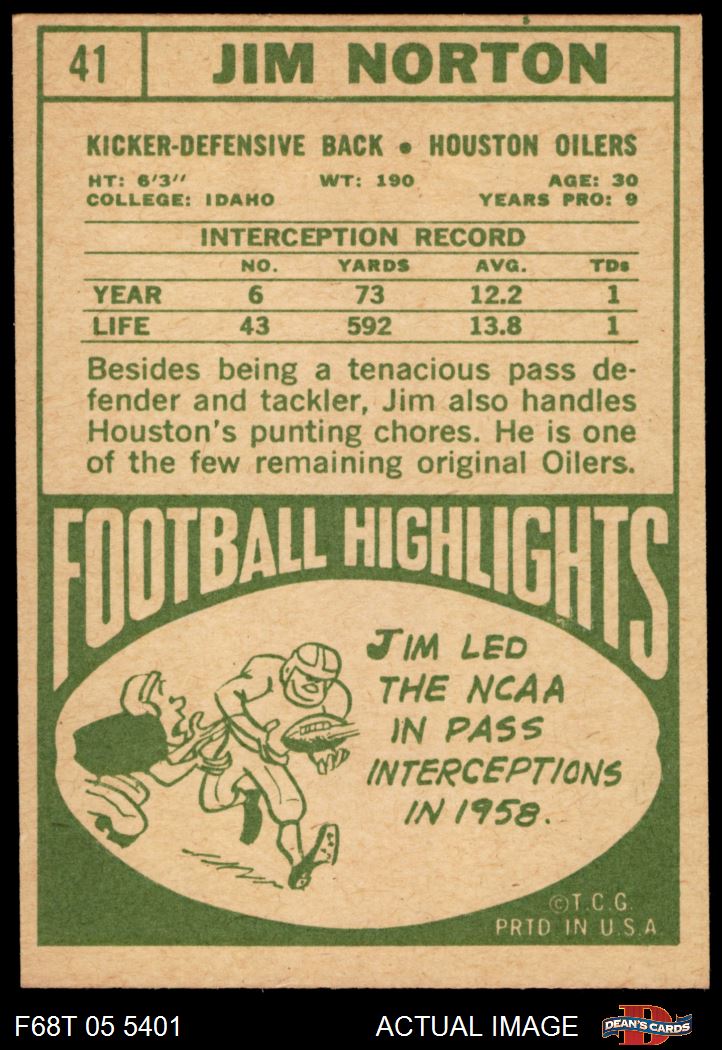 41 JIM NORTON
KICKER-DEFENSIVE BACK • HOUSTON OILERS
HT: 6'3" WT: 190 AGE: 30
COLLEGE: IDAHO YEARS PRO: 9
INTERCEPTION RECORD
NO. YARDS AVG. TDs
YEAR 6 73 12.2 1
LIFE 43 592 13.8 1
Besides being a tenacious pass de-
fender and tackler, Jim also handles
Houston's punting chores. He is one
of the few remaining original Oilers.
FOOTBALL HIGHLIGHTS
JIM LED
THE NCAA
IN PASS
INTERCEPTIONS
IN 1958.
©T.C.G.
PRTD IN U.S.A.
F68T 05 5401 ACTUAL IMAGE D DEAN'S CARDS